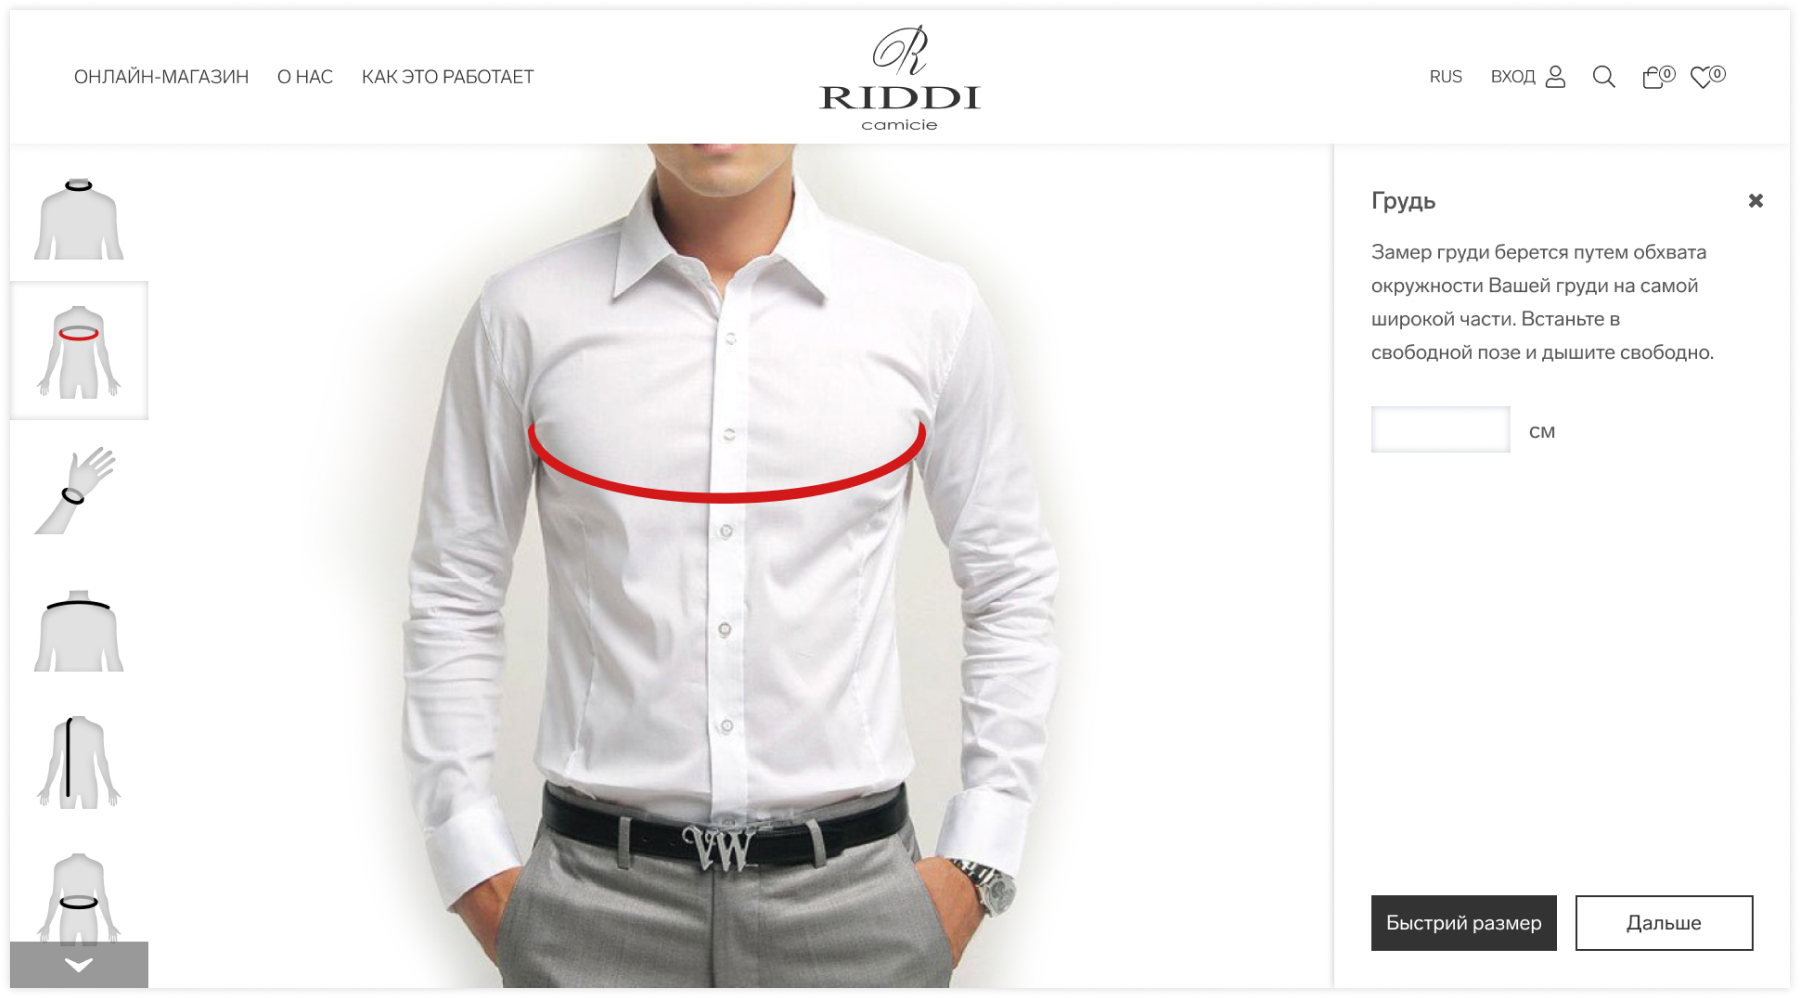 ОНЛАЙН-МАГАЗИН О НАС КАК ЭТО РАБОТАЕТ
R
RIDDI
camicie
RUS ВХОД 0 0
Грудь
Замер груди берется путем обхвата
окружности Вашей груди на самой
широкой части. Встаньте в
свободной позе и дышите свободно.
см
VW
Быстрий размер Дальше